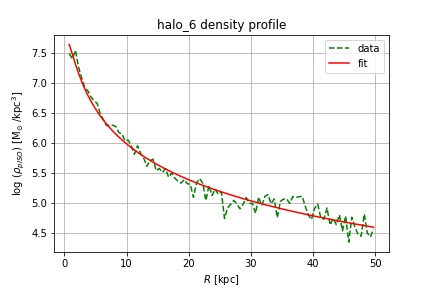 halo_6 density profile
data
fit
7.5
7.0
6.5
6.0
5.5
5.0
4.5
log (ρ_pISO) [M_⊙ /kpc³]
0 10 20 30 40 50
R [kpc]